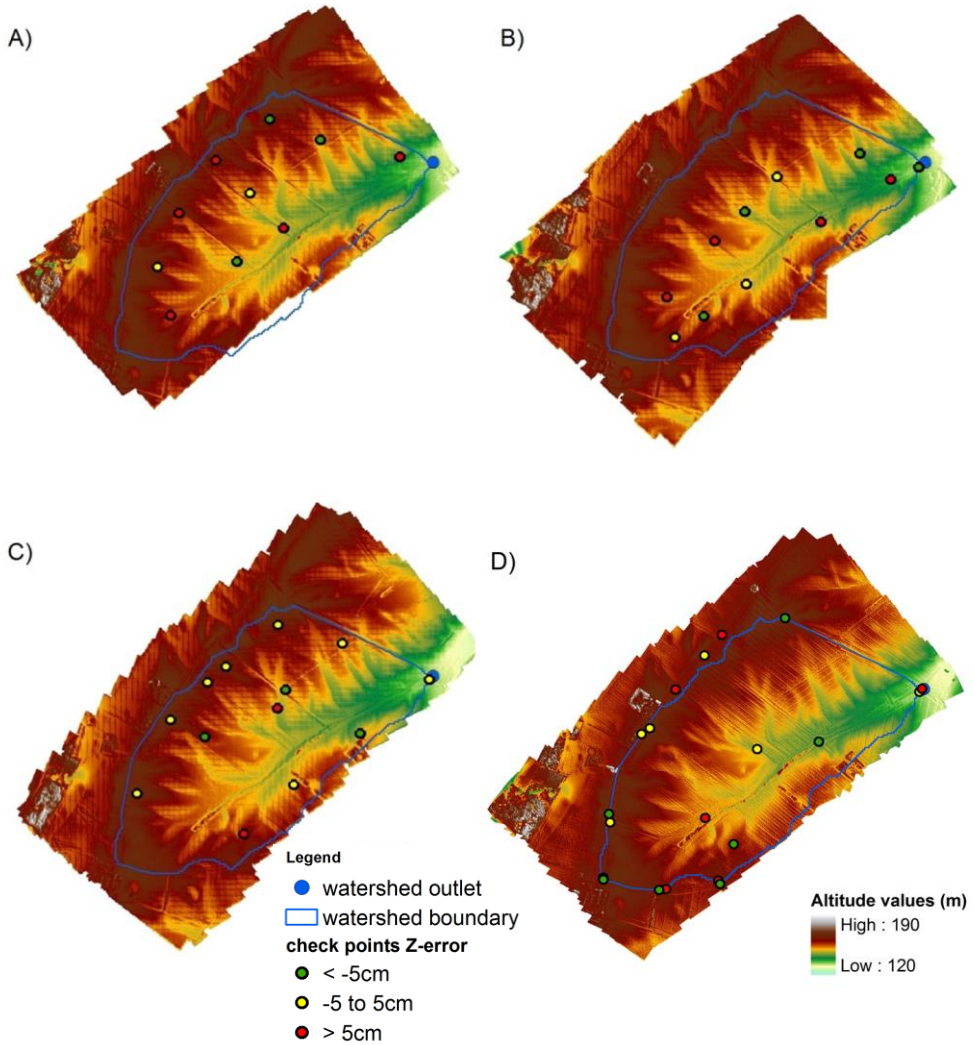 A)
B)
C)
D)
Legend
watershed outlet
watershed boundary
check points Z-error
< -5cm
-5 to 5cm
> 5cm
Altitude values (m)
High : 190
Low : 120